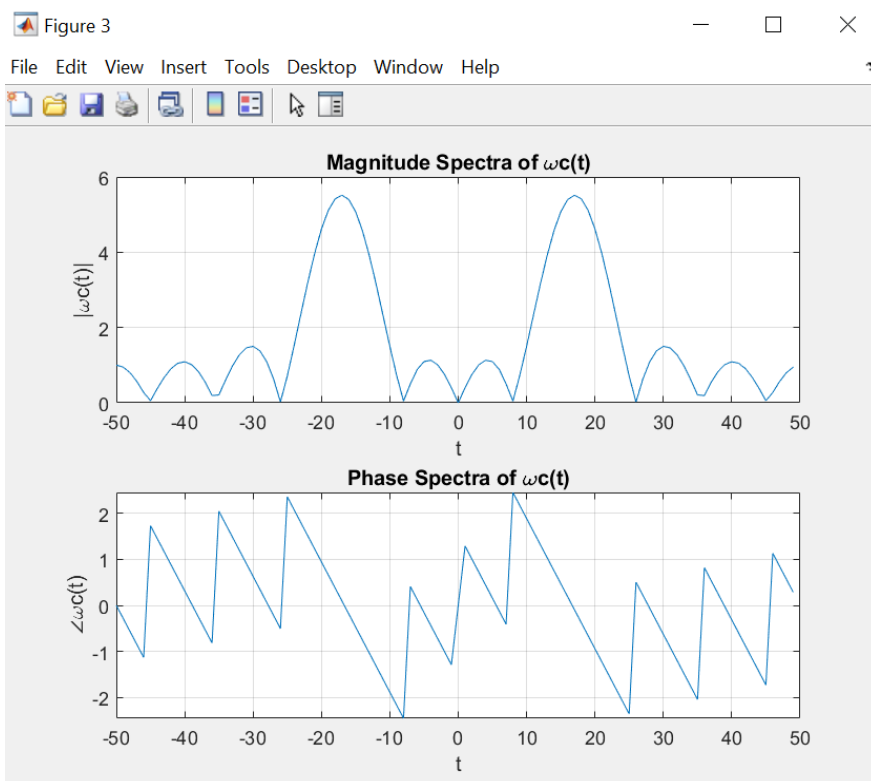 Figure 3
File Edit View Insert Tools Desktop Window Help
Magnitude Spectra of ωc(t)
6
4
2
0
|ωc(t)|
-50 -40 -30 -20 -10 0 10 20 30 40 50
t
Phase Spectra of ωc(t)
2
1
0
-1
-2
∠ωc(t)
-50 -40 -30 -20 -10 0 10 20 30 40 50
t